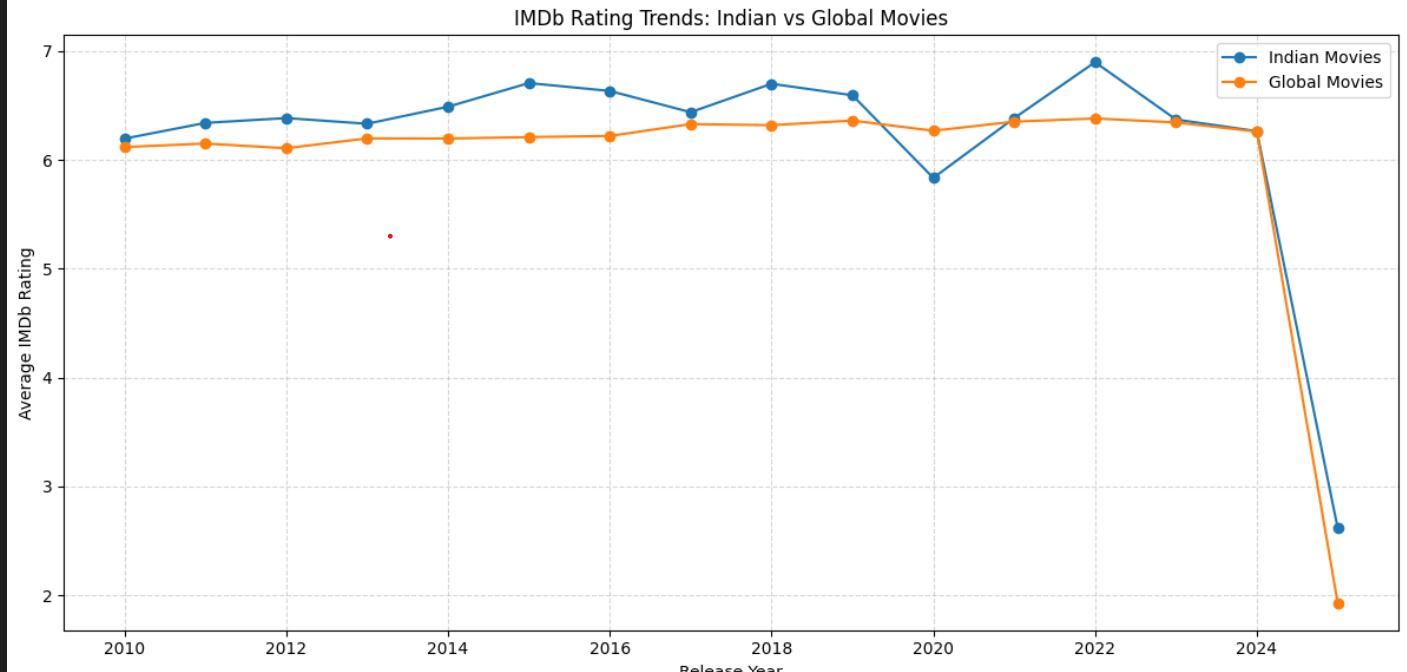 IMDb Rating Trends: Indian vs Global Movies
Indian Movies
Global Movies
7
6
5
4
3
2
Average IMDb Rating
2010 2012 2014 2016 2018 2020 2022 2024
Release Year